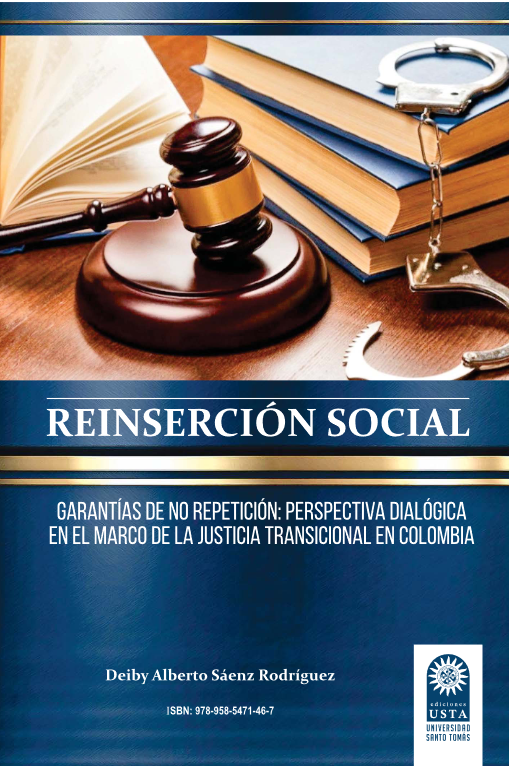 REINSERCIÓN SOCIAL
GARANTÍAS DE NO REPETICIÓN: PERSPECTIVA DIALÓGICA
EN EL MARCO DE LA JUSTICIA TRANSICIONAL EN COLOMBIA
Deiby Alberto Sáenz Rodríguez
ISBN: 978-958-5471-46-7
ediciones
USTA
UNIVERSIDAD
SANTO TOMÁS